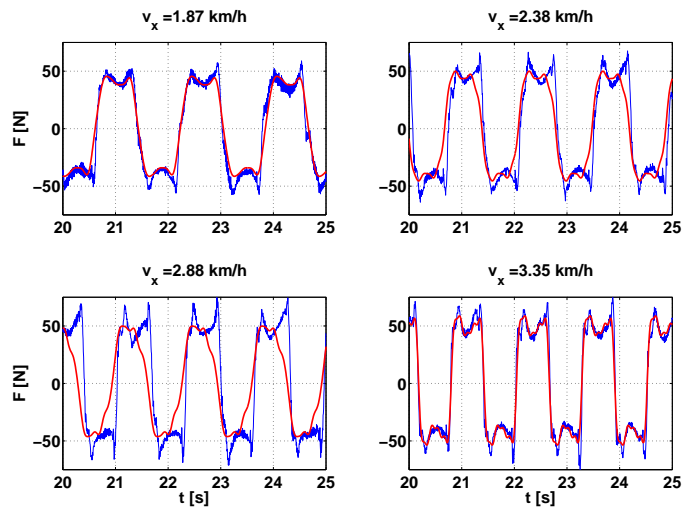 v_x =1.87 km/h
v_x =2.38 km/h
F [N]
50
0
−50
20 21 22 23 24 25
50
0
−50
20 21 22 23 24 25
v_x =2.88 km/h
v_x =3.35 km/h
F [N]
50
0
−50
20 21 22 23 24 25
t [s]
50
0
−50
20 21 22 23 24 25
t [s]